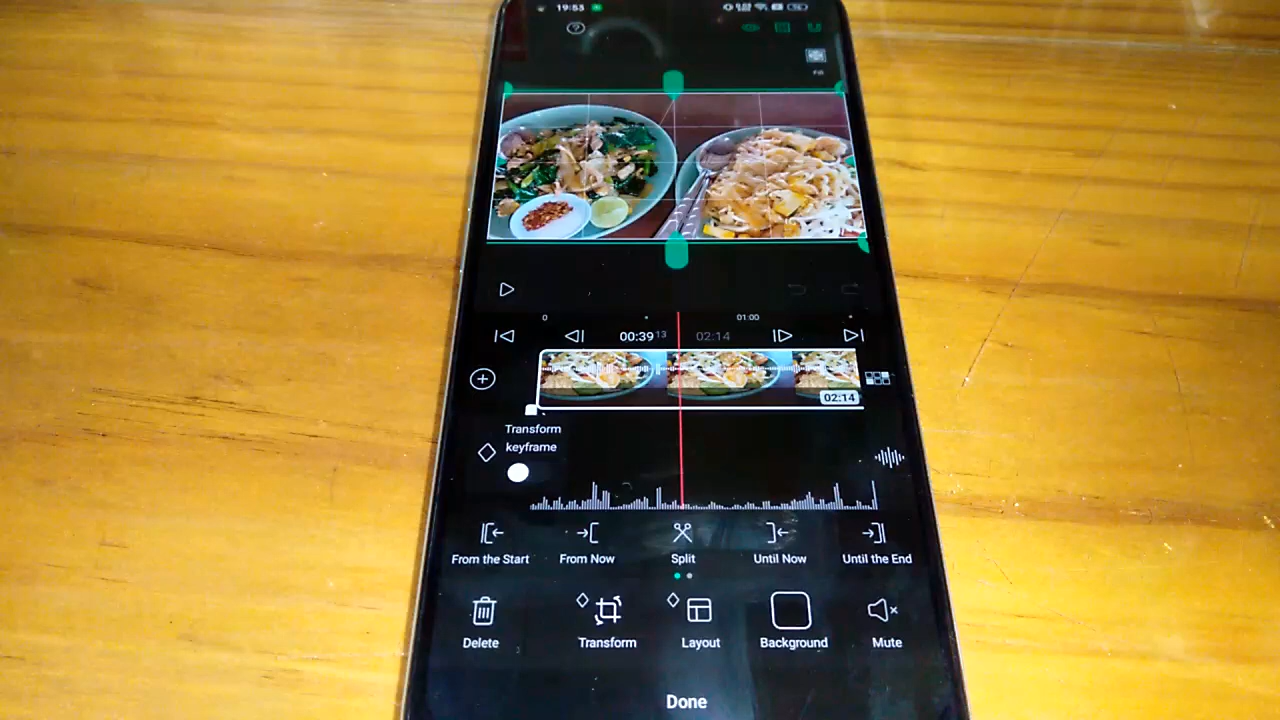 19:53
?
Fill
0
01:00
00:39 13
02:14
02:14
Transform
keyframe
From the Start
From Now
Split
Until Now
Until the End
Delete
Transform
Layout
Background
Mute
Done